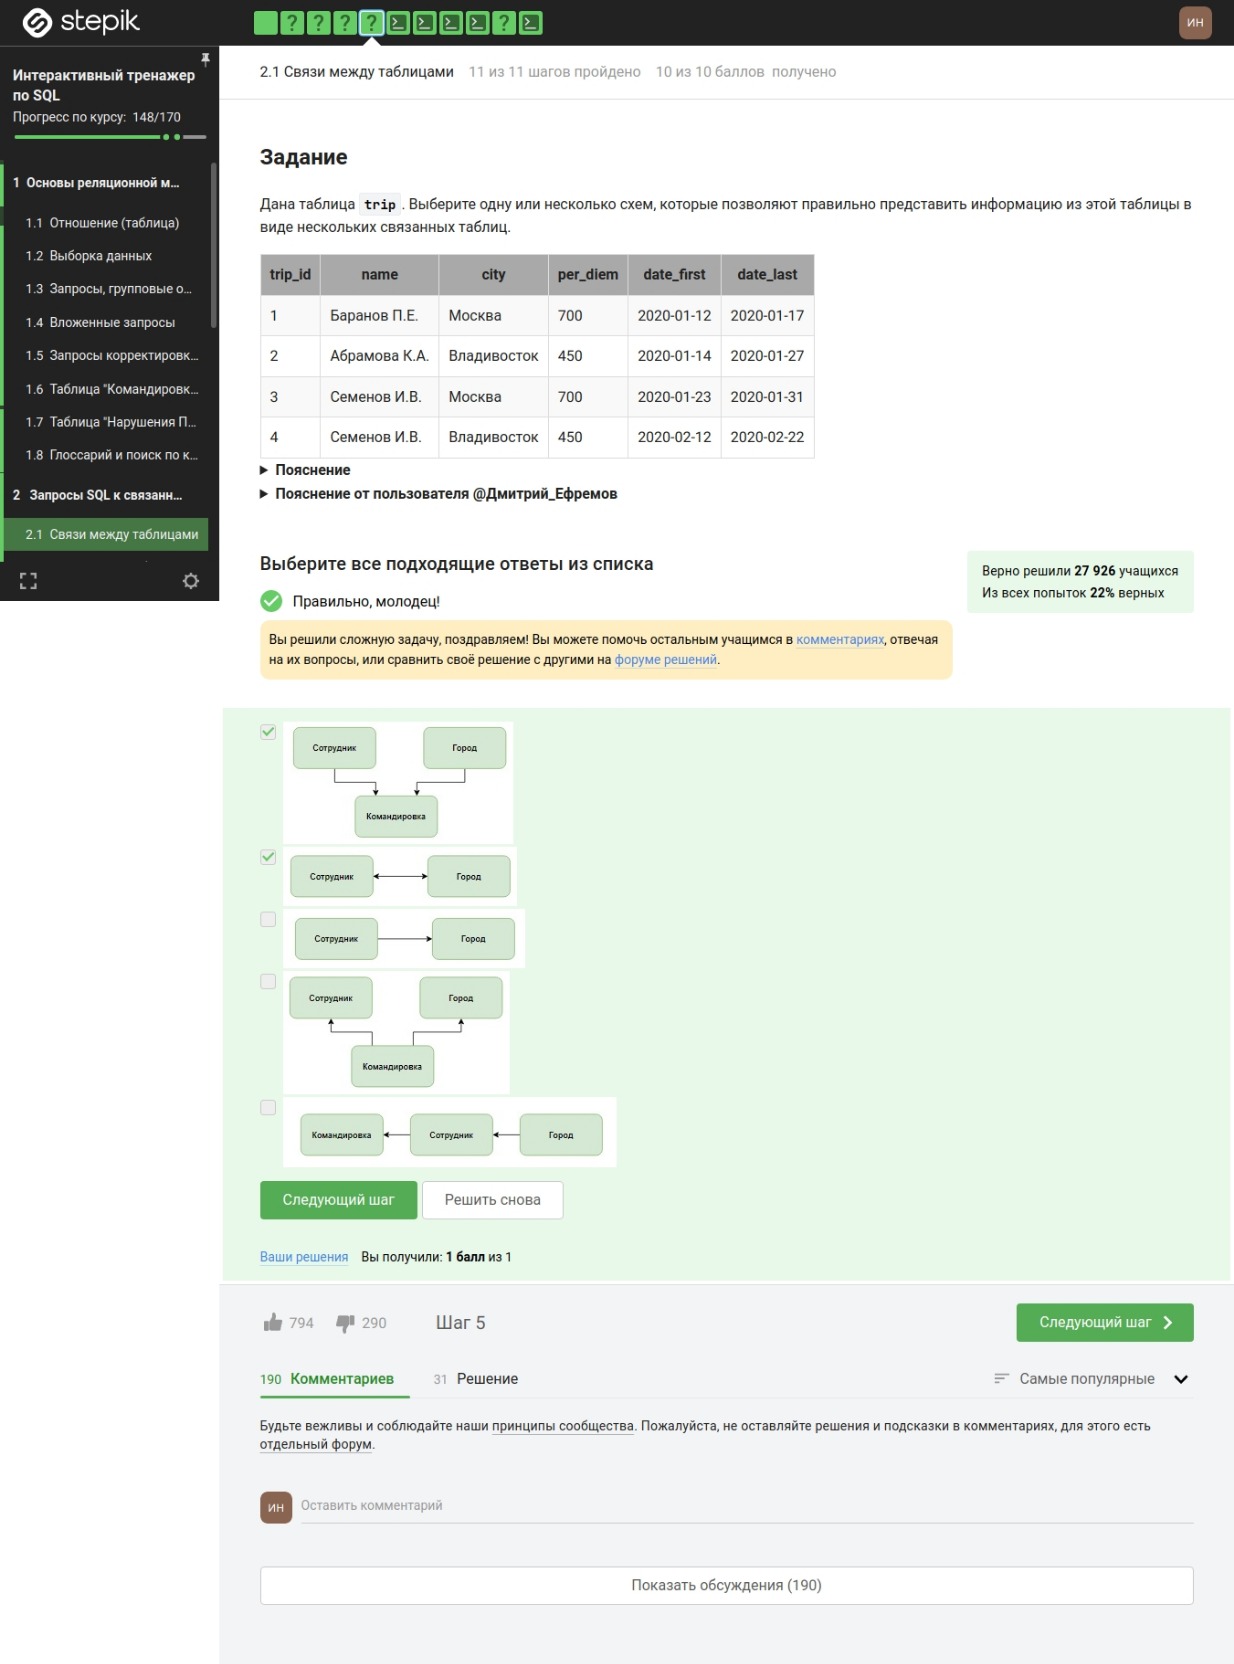 stepik
? ? ? ? ?
ИН
Интерактивный тренажер
по SQL
Прогресс по курсу: 148/170
1 Основы реляционной м...
1.1 Отношение (таблица)
1.2 Выборка данных
1.3 Запросы, групповые о...
1.4 Вложенные запросы
1.5 Запросы корректировк...
1.6 Таблица "Командировк...
1.7 Таблица "Нарушения П...
1.8 Глоссарий и поиск по к...
2 Запросы SQL к связанн...
2.1 Связи между таблицами
2.1 Связи между таблицами 11 из 11 шагов пройдено 10 из 10 баллов получено
Задание
Дана таблица trip. Выберите одну или несколько схем, которые позволяют правильно представить информацию из этой таблицы в
виде нескольких связанных таблиц.
trip_id name city per_diem date_first date_last
1 Баранов П.Е. Москва 700 2020-01-12 2020-01-17
2 Абрамова К.А. Владивосток 450 2020-01-14 2020-01-27
3 Семенов И.В. Москва 700 2020-01-23 2020-01-31
4 Семенов И.В. Владивосток 450 2020-02-12 2020-02-22
Пояснение
Пояснение от пользователя @Дмитрий_Ефремов
Выберите все подходящие ответы из списка
Верно решили 27 926 учащихся
Из всех попыток 22% верных
Правильно, молодец!
Вы решили сложную задачу, поздравляем! Вы можете помочь остальным учащимся в комментариях, отвечая
на их вопросы, или сравнить своё решение с другими на форуме решений.
Сотрудник Город
Командировка
Сотрудник Город
Сотрудник Город
Сотрудник Город
Командировка
Командировка Сотрудник Город
Следующий шаг Решить снова
Ваши решения Вы получили: 1 балл из 1
794 290 Шаг 5 Следующий шаг
190 Комментариев 31 Решение Самые популярные
Будьте вежливы и соблюдайте наши принципы сообщества. Пожалуйста, не оставляйте решения и подсказки в комментариях, для этого есть
отдельный форум.
ИН Оставить комментарий
Показать обсуждения (190)